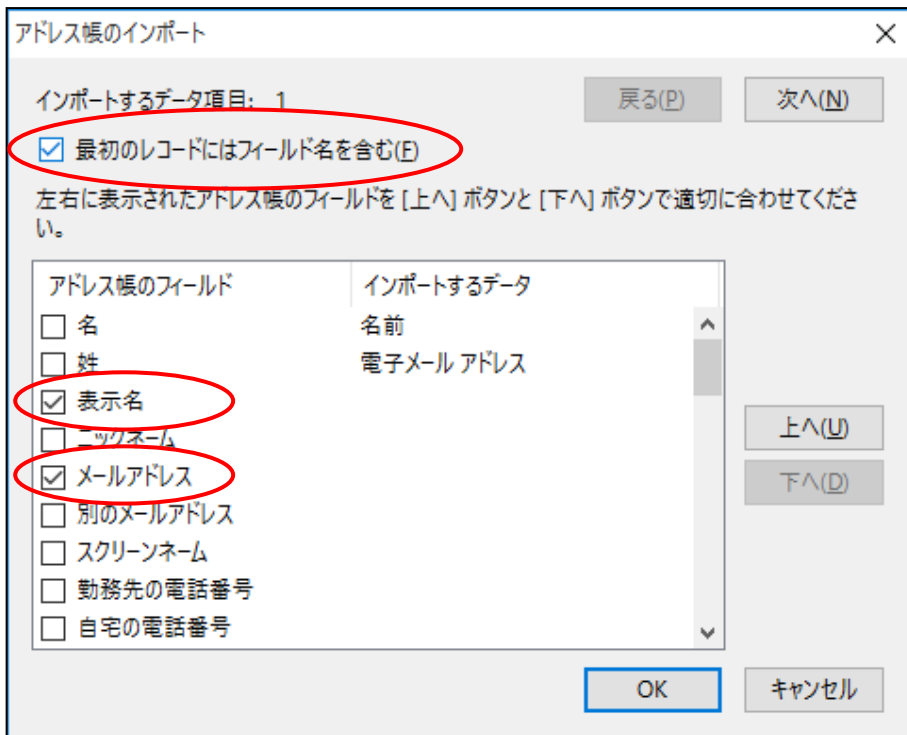 アドレス帳のインポート
インポートするデータ項目: 1
戻る(P)
次へ(N)
最初のレコードにはフィールド名を含む(F)
左右に表示されたアドレス帳のフィールドを [上へ] ボタンと [下へ] ボタンで適切に合わせてくださ
い。
アドレス帳のフィールド インポートするデータ
名 名前
姓 電子メール アドレス
表示名
ニックネーム
メールアドレス
別のメールアドレス
スクリーンネーム
勤務先の電話番号
自宅の電話番号
上へ(U)
下へ(D)
OK
キャンセル